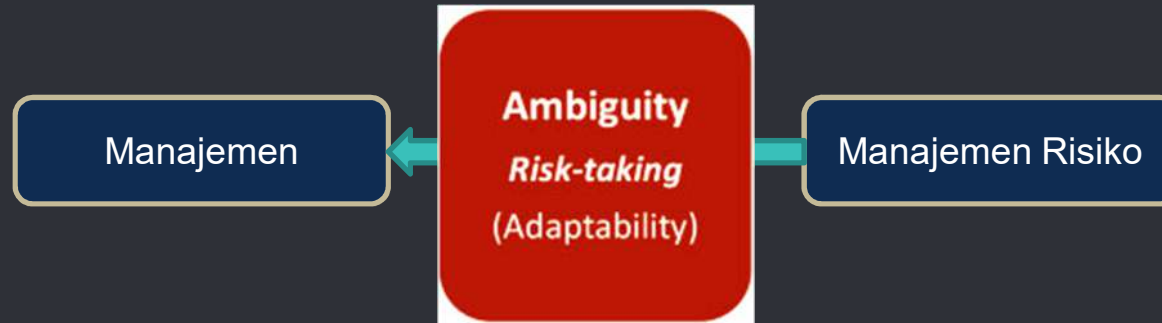 Manajemen
Ambiguity
Risk-taking
(Adaptability)
Manajemen Risiko